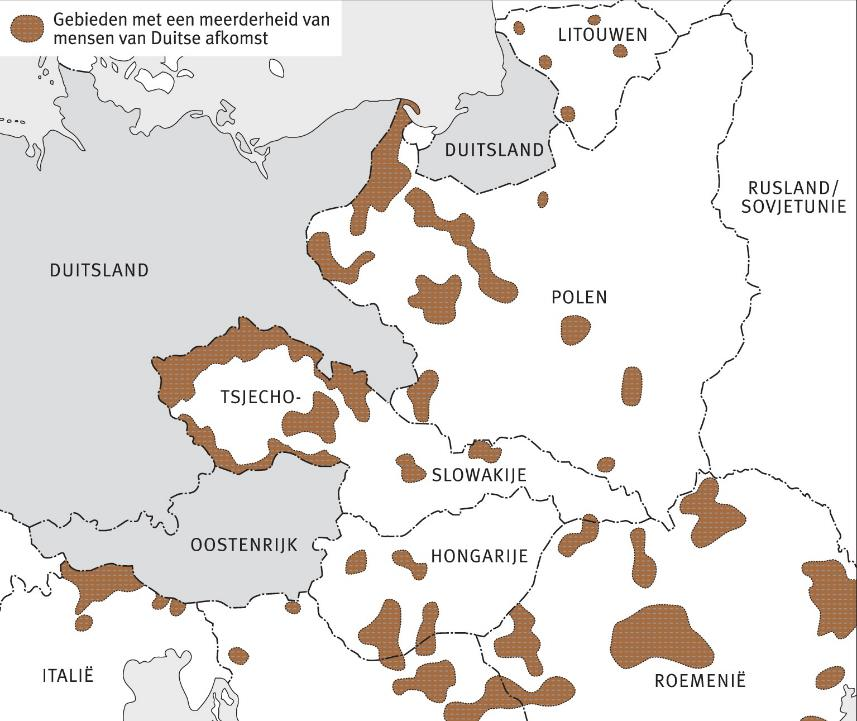 Gebieden met een meerderheid van
mensen van Duitse afkomst
LITOUWEN
DUITSLAND
RUSLAND/
SOVJETUNIE
DUITSLAND
POLEN
TSJECHO-
SLOWAKIJE
OOSTENRIJK
HONGARIJE
ITALIË
ROEMENIË